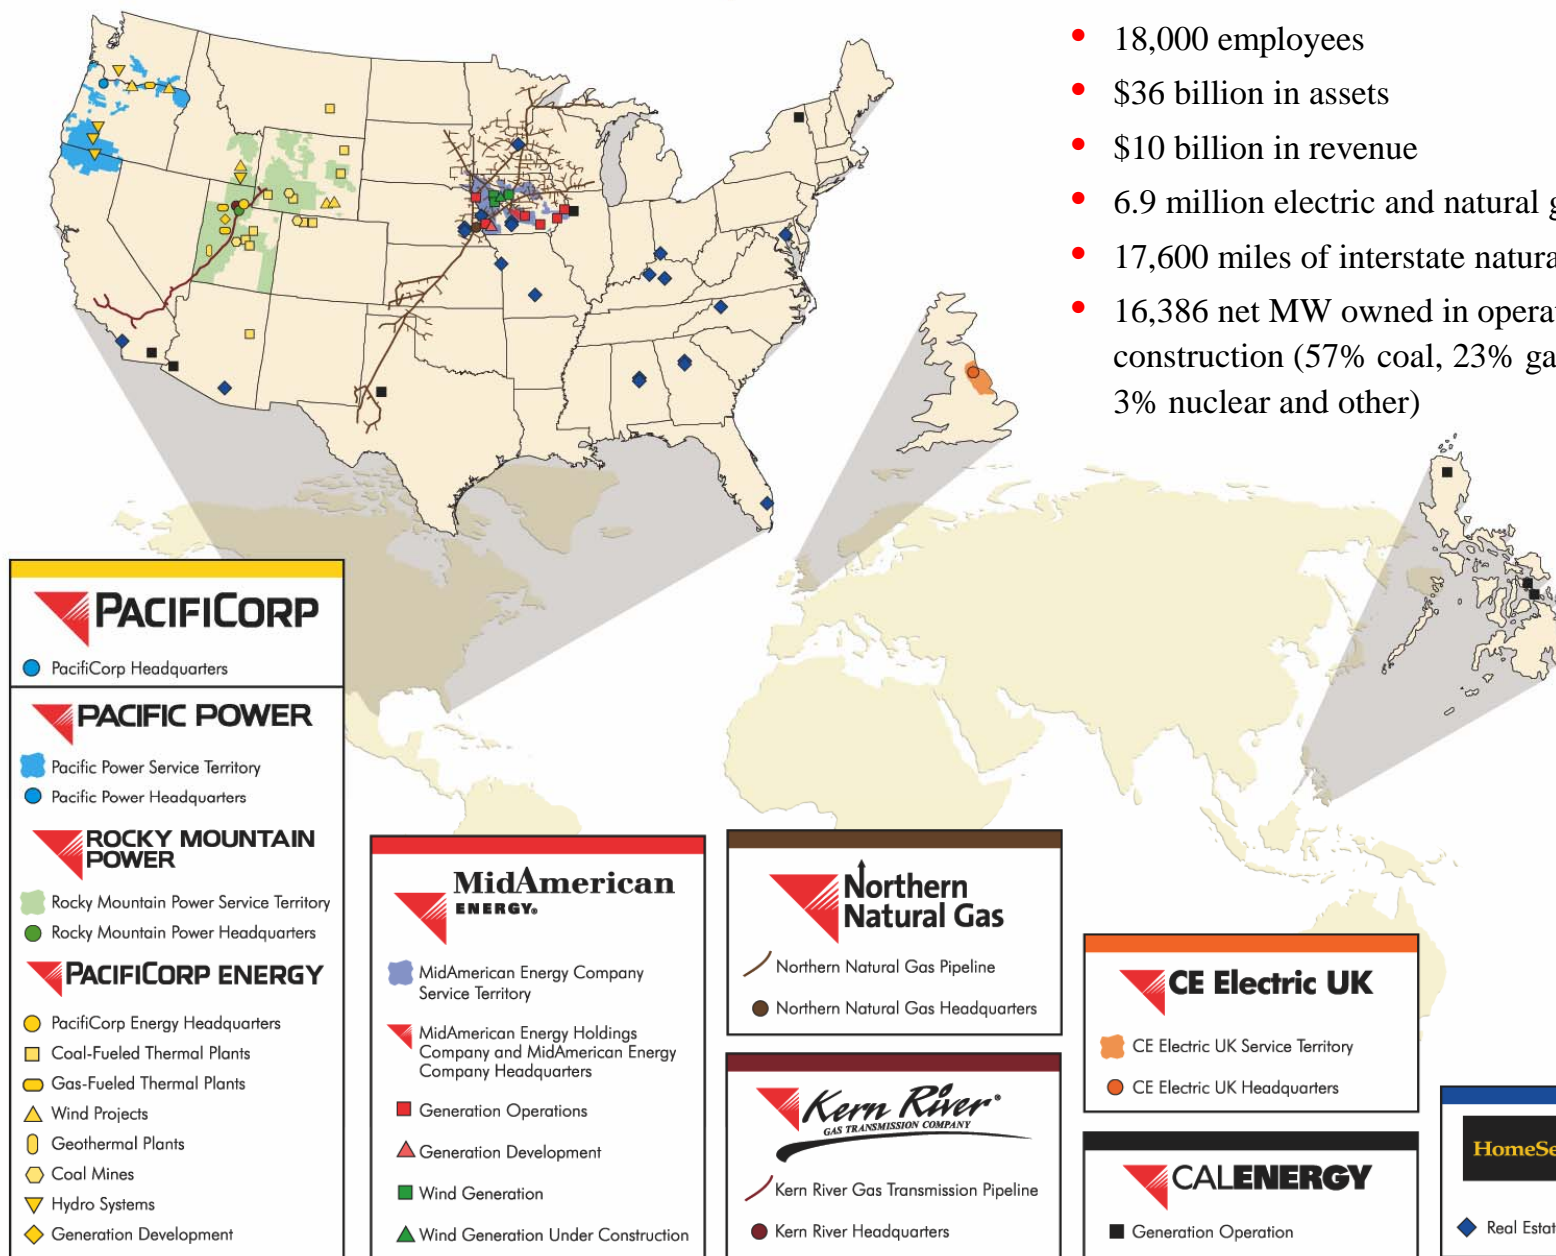 • 18,000 employees
• $36 billion in assets
• $10 billion in revenue
• 6.9 million electric and natural
• 17,600 miles of interstate
• 16,386 net MW owned in
construction (57% coal, 23%
3% nuclear and other)
PACIFICORP
PacifiCorp Headquarters
PACIFIC POWER
Pacific Power Service Territory
Pacific Power Headquarters
ROCKY MOUNTAIN
POWER
Rocky Mountain Power Service Territory
Rocky Mountain Power Headquarters
PACIFICORP ENERGY
PacifiCorp Energy Headquarters
Coal-Fueled Thermal Plants
Gas-Fueled Thermal Plants
Wind Projects
Geothermal Plants
Coal Mines
Hydro Systems
Generation Development
MidAmerican
ENERGY®
MidAmerican Energy Company
Service Territory
MidAmerican Energy Holdings
Company and MidAmerican Energy
Company Headquarters
Generation Operations
Generation Development
Wind Generation
Wind Generation Under Construction
Northern
Natural Gas
Northern Natural Gas Pipeline
Northern Natural Gas Headquarters
Kern River®
GAS TRANSMISSION COMPANY
Kern River Gas Transmission Pipeline
Kern River Headquarters
CE Electric UK
CE Electric UK Service Territory
CE Electric UK Headquarters
CALENERGY
Generation Operation
Real